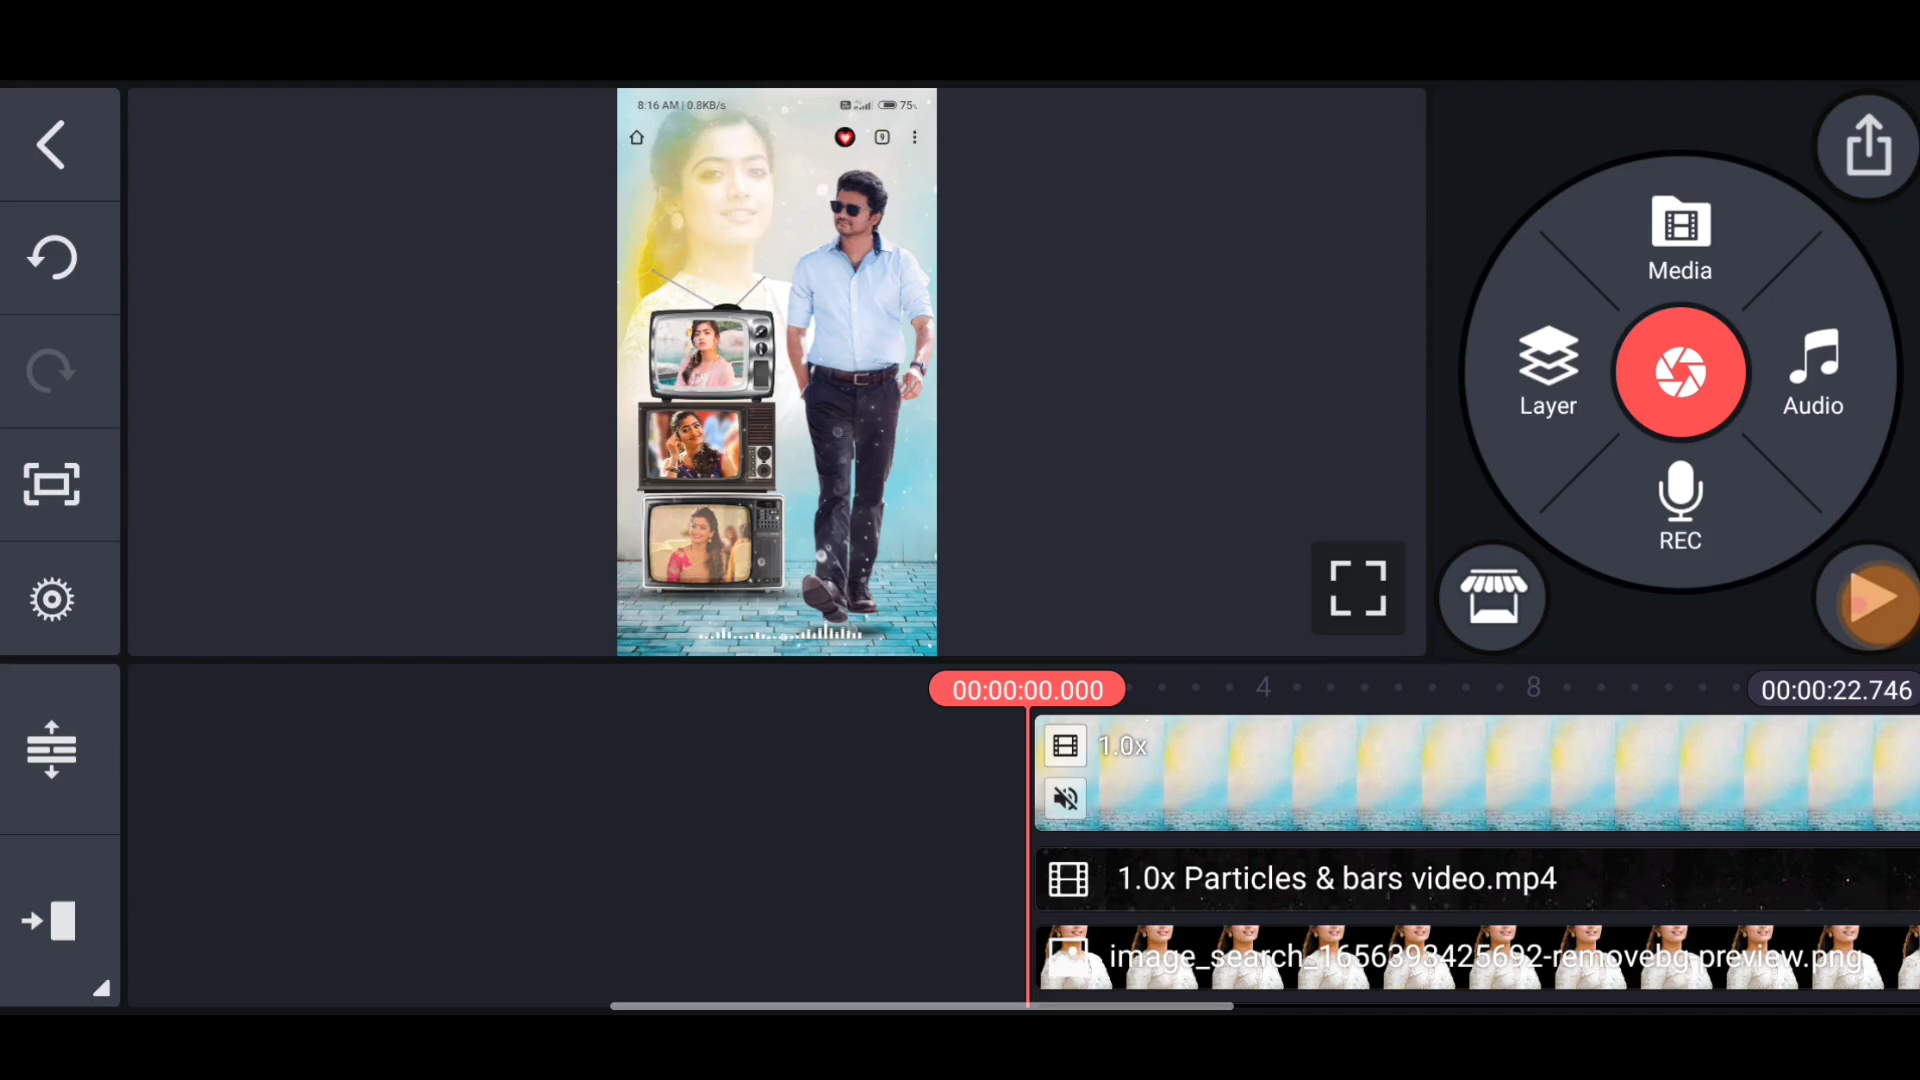 8:16 AM | 0.8KB/s
75%
9
Media
Layer
Audio
REC
00:00:00.000
4
8
00:00:22.746
1.0x
1.0x Particles & bars video.mp4
image_search_1656393425692-removebg-preview.png